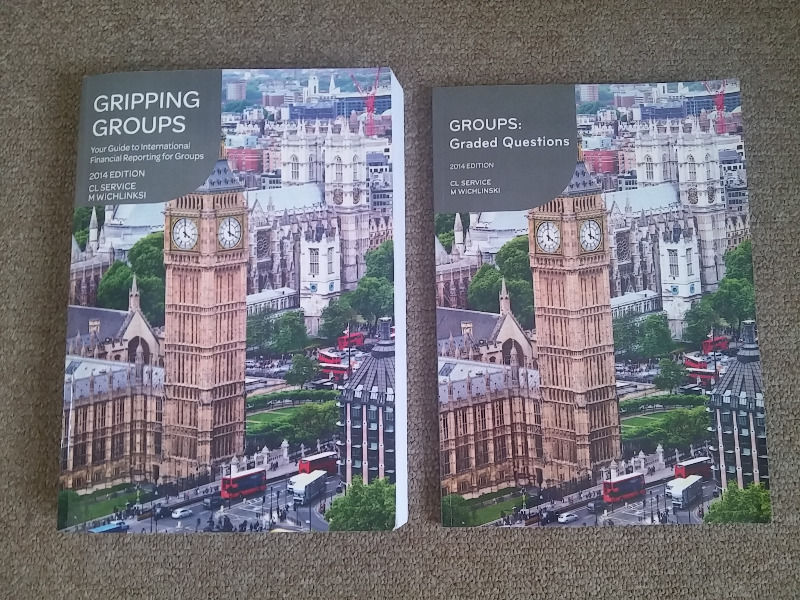 GRIPPING
GROUPS
Your Guide to International
Financial Reporting for Groups
2014 EDITION
CL SERVICE
M WICHLINKSI
GROUPS:
Graded Questions
2014 EDITION
CL SERVICE
M WICHLINSKI